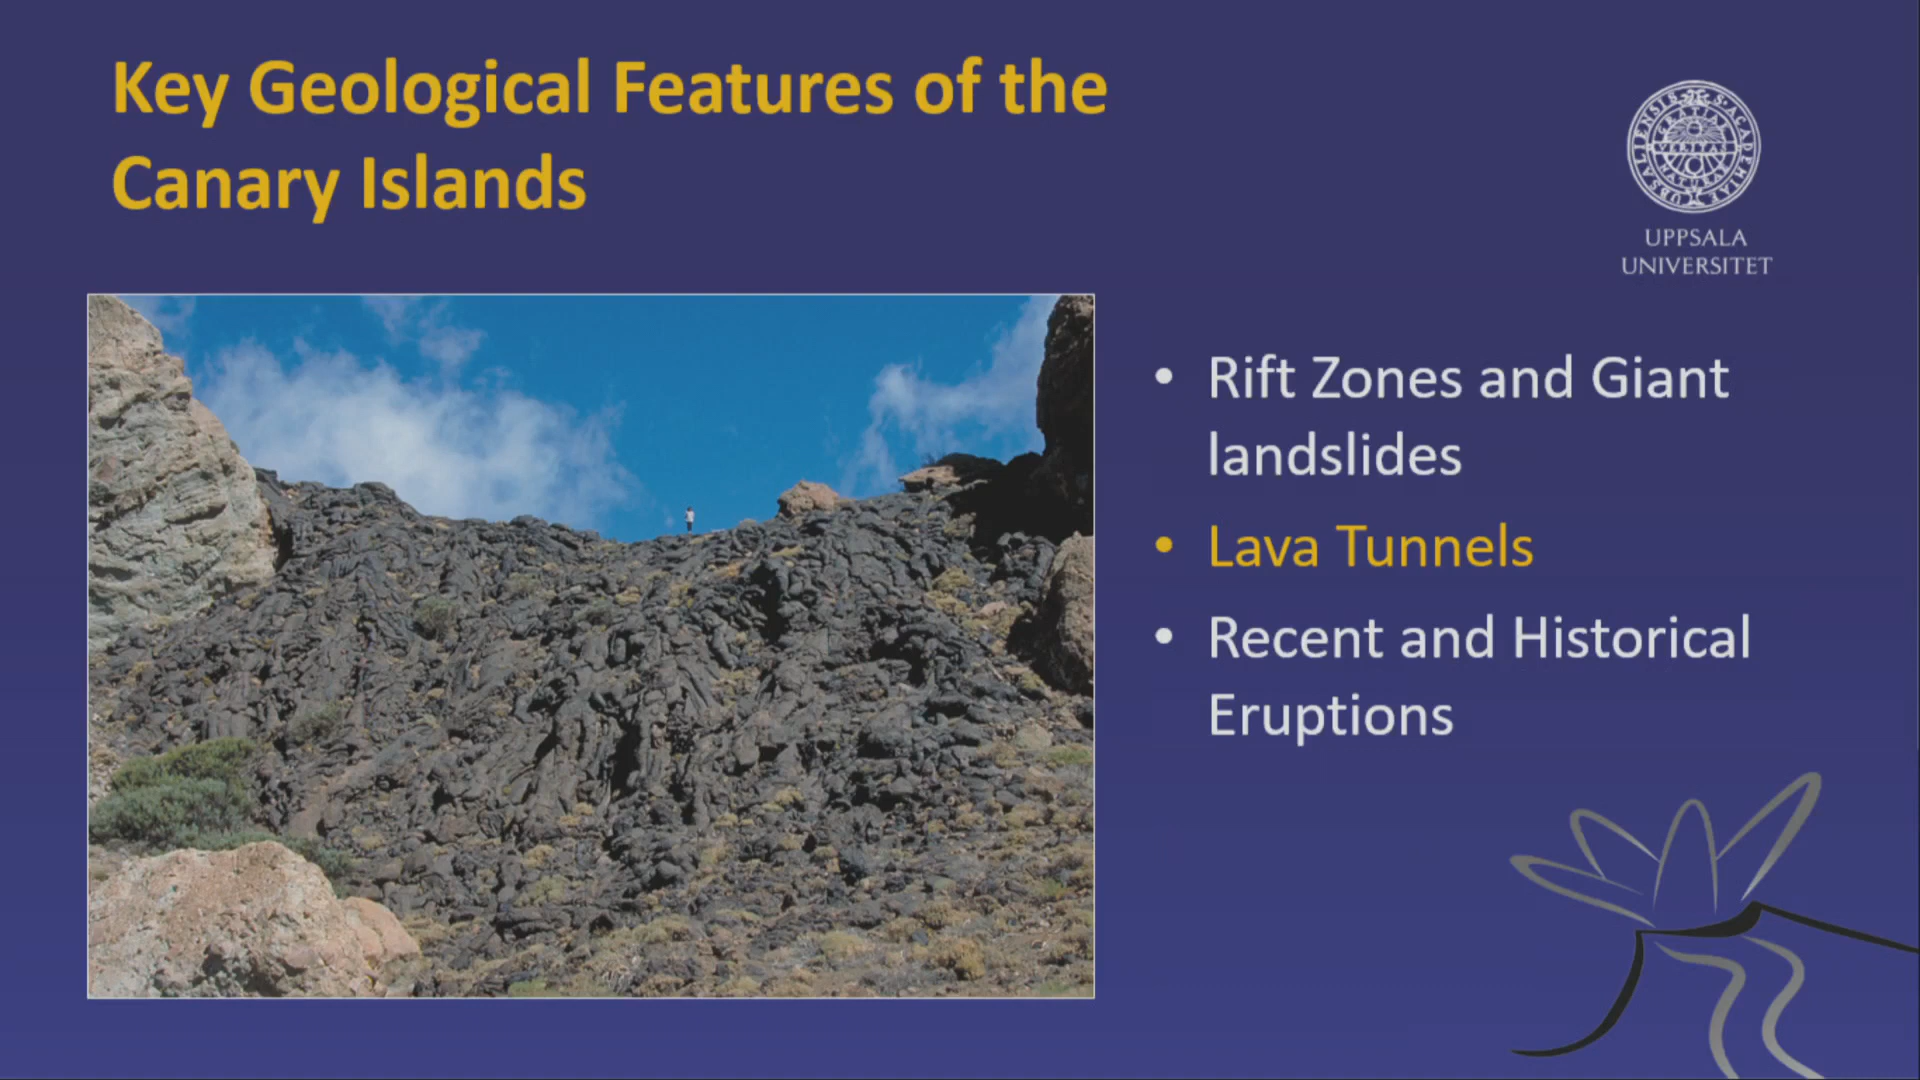 Key Geological Features of the
Canary Islands
UPPSALA
UNIVERSITET
• Rift Zones and Giant
landslides
• Lava Tunnels
• Recent and Historical
Eruptions